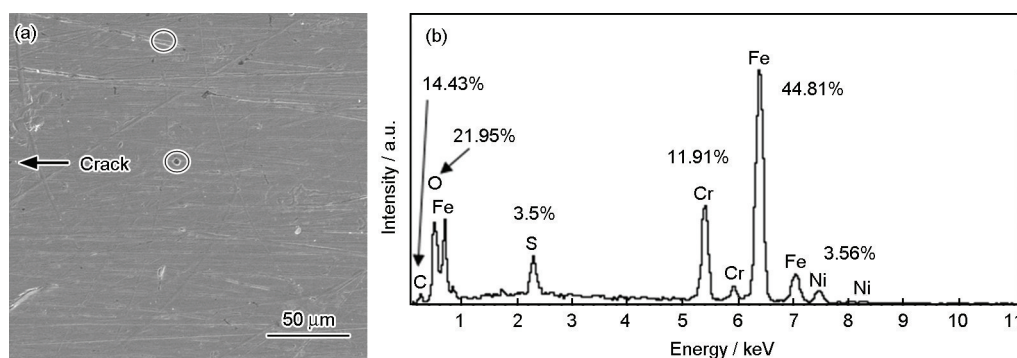 (a)
Crack
50 μm
(b)
Fe
14.43%
44.81%
21.95%
11.91%
O
Fe
Cr
3.5%
S
C
Cr
Fe
3.56%
Ni
Ni
1 2 3 4 5 6 7 8 9 10 11
Energy / keV
Intensity / a.u.